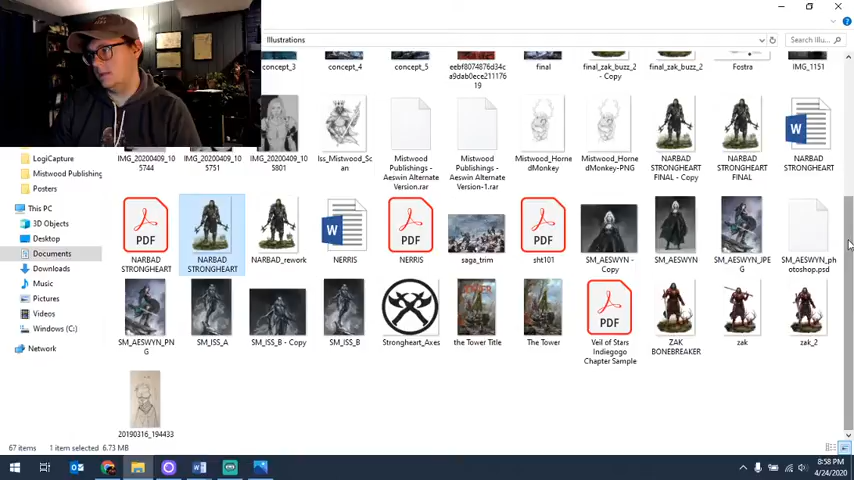 Illustrations
Search Illu...
concept_3
concept_4
concept_5
eebf8074876d34c
a9dab0ece211176
19
final
final_zak_buzz_2
- Copy
final_zak_buzz_2
Fostra
IMG_1151
LogiCapture
Mistwood Publishing
Posters
This PC
3D Objects
Desktop
Documents
Downloads
Music
Pictures
Videos
Windows (C:)
Network
IMG_20200409_10
5744
IMG_20200409_10
5751
IMG_20200409_10
5801
Iss_Mistwood_Sc
an
Mistwood
Publishings -
Aeswin Alternate
Version.rar
Mistwood
Publishings -
Aeswin Alternate
Version-1.rar
Mistwood_Horne
dMonkey
Mistwood_Horne
dMonkey-PNG
NARBAD
STRONGHEART
FINAL - Copy
NARBAD
STRONGHEART
FINAL
W
NARBAD
STRONGHEART
PDF
NARBAD
STRONGHEART
NARBAD
STRONGHEART
NARBAD_rework
W
NERRIS
PDF
NERRIS
saga_trim
PDF
sht101
SM_AESWYN -
Copy
SM_AESWYN
SM_AESWYN_JPE
G
SM_AESWYN_ph
otoshop.psd
SM_AESWYN_PN
G
SM_ISS_A
SM_ISS_B - Copy
SM_ISS_B
Strongheart_Axes
the Tower Title
The Tower
PDF
Veil of Stars
Indiegogo
Chapter Sample
ZAK
BONEBREAKER
zak
zak_2
20190316_194433
67 items
1 item selected 6.73 MB
8:58 PM
4/24/2020